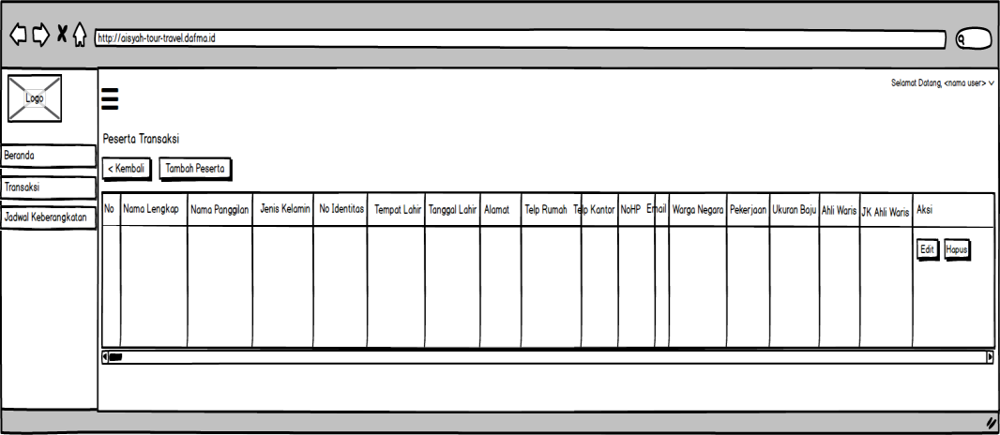 http://aisyah-tour-travel.dafma.id
Selamat Datang, <nama user>
Logo
Peserta Transaksi
Beranda
< Kembali Tambah Peserta
Transaksi
No Nama Lengkap Nama Panggilan Jenis Kelamin No Identitas Tempat Lahir Tanggal Lahir Alamat Telp Rumah Telp Kantor NoHP Email Warga Negara Pekerjaan Ukuran Baju Ahli Waris JK Ahli Waris Aksi
Jadwal Keberangkatan
Edit Hapus